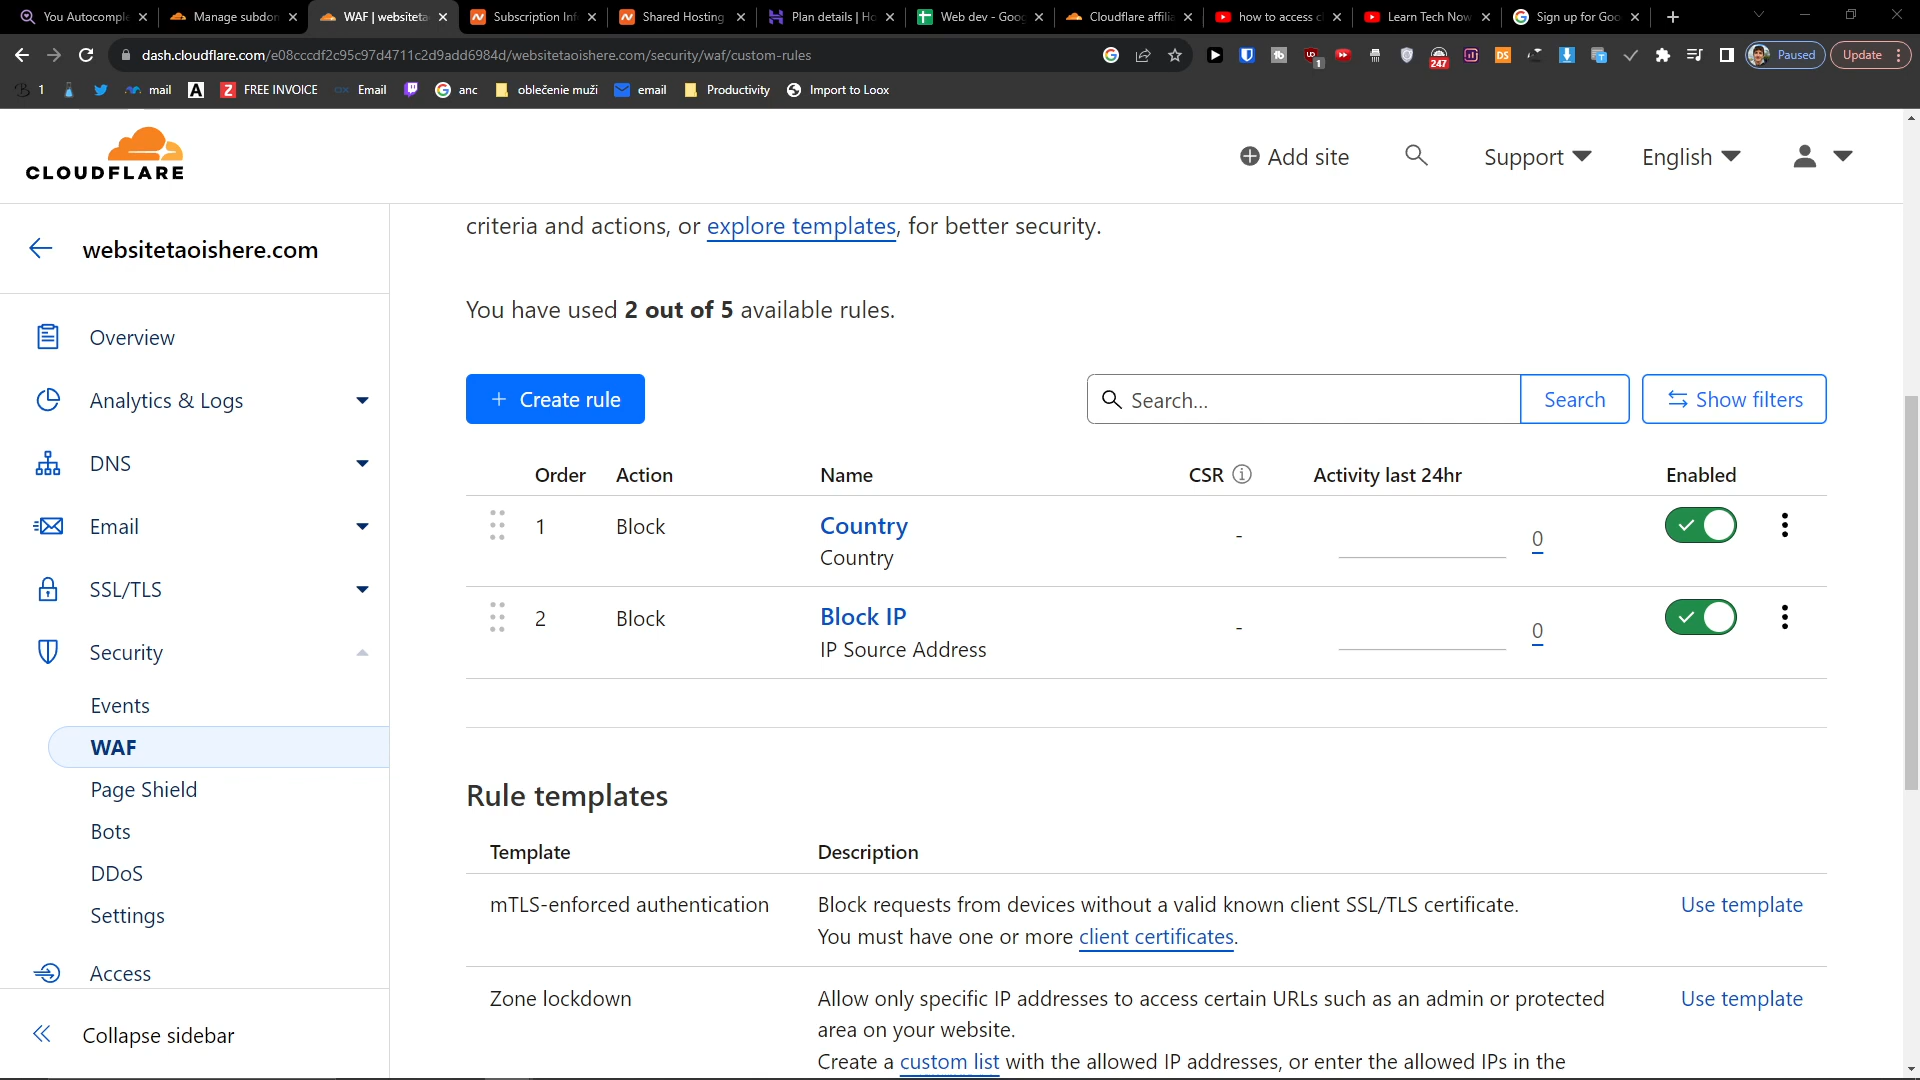 You Autocomple
Manage subdon
WAF | websiteta
Subscription Inf
Shared Hosting
Plan details | Ho
Web dev - Goog
Cloudflare affilia
how to access cl
Learn Tech Now
Sign up for Goo
dash.cloudflare.com/e08cccdf2c95c97d4711c2d9add6984d/websitetaoishere.com/security/waf/custom-rules
1
247
Paused
Update
1
mail
FREE INVOICE
Email
anc
oblečenie muži
email
Productivity
Import to Loox
CLOUDFLARE
Add site
Support
English
websitetaoishere.com
Overview
Analytics & Logs
DNS
Email
SSL/TLS
Security
Events
WAF
Page Shield
Bots
DDoS
Settings
Access
Collapse sidebar
criteria and actions, or explore templates, for better security.
You have used 2 out of 5 available rules.
+ Create rule
Search...
Search
Show filters
Order Action Name CSR Activity last 24hr Enabled
1 Block Country - 0
Country
2 Block Block IP - 0
IP Source Address
Rule templates
Template Description
mTLS-enforced authentication Block requests from devices without a valid known client SSL/TLS certificate. Use template
You must have one or more client certificates.
Zone lockdown Allow only specific IP addresses to access certain URLs such as an admin or protected Use template
area on your website.
Create a custom list with the allowed IP addresses, or enter the allowed IPs in the